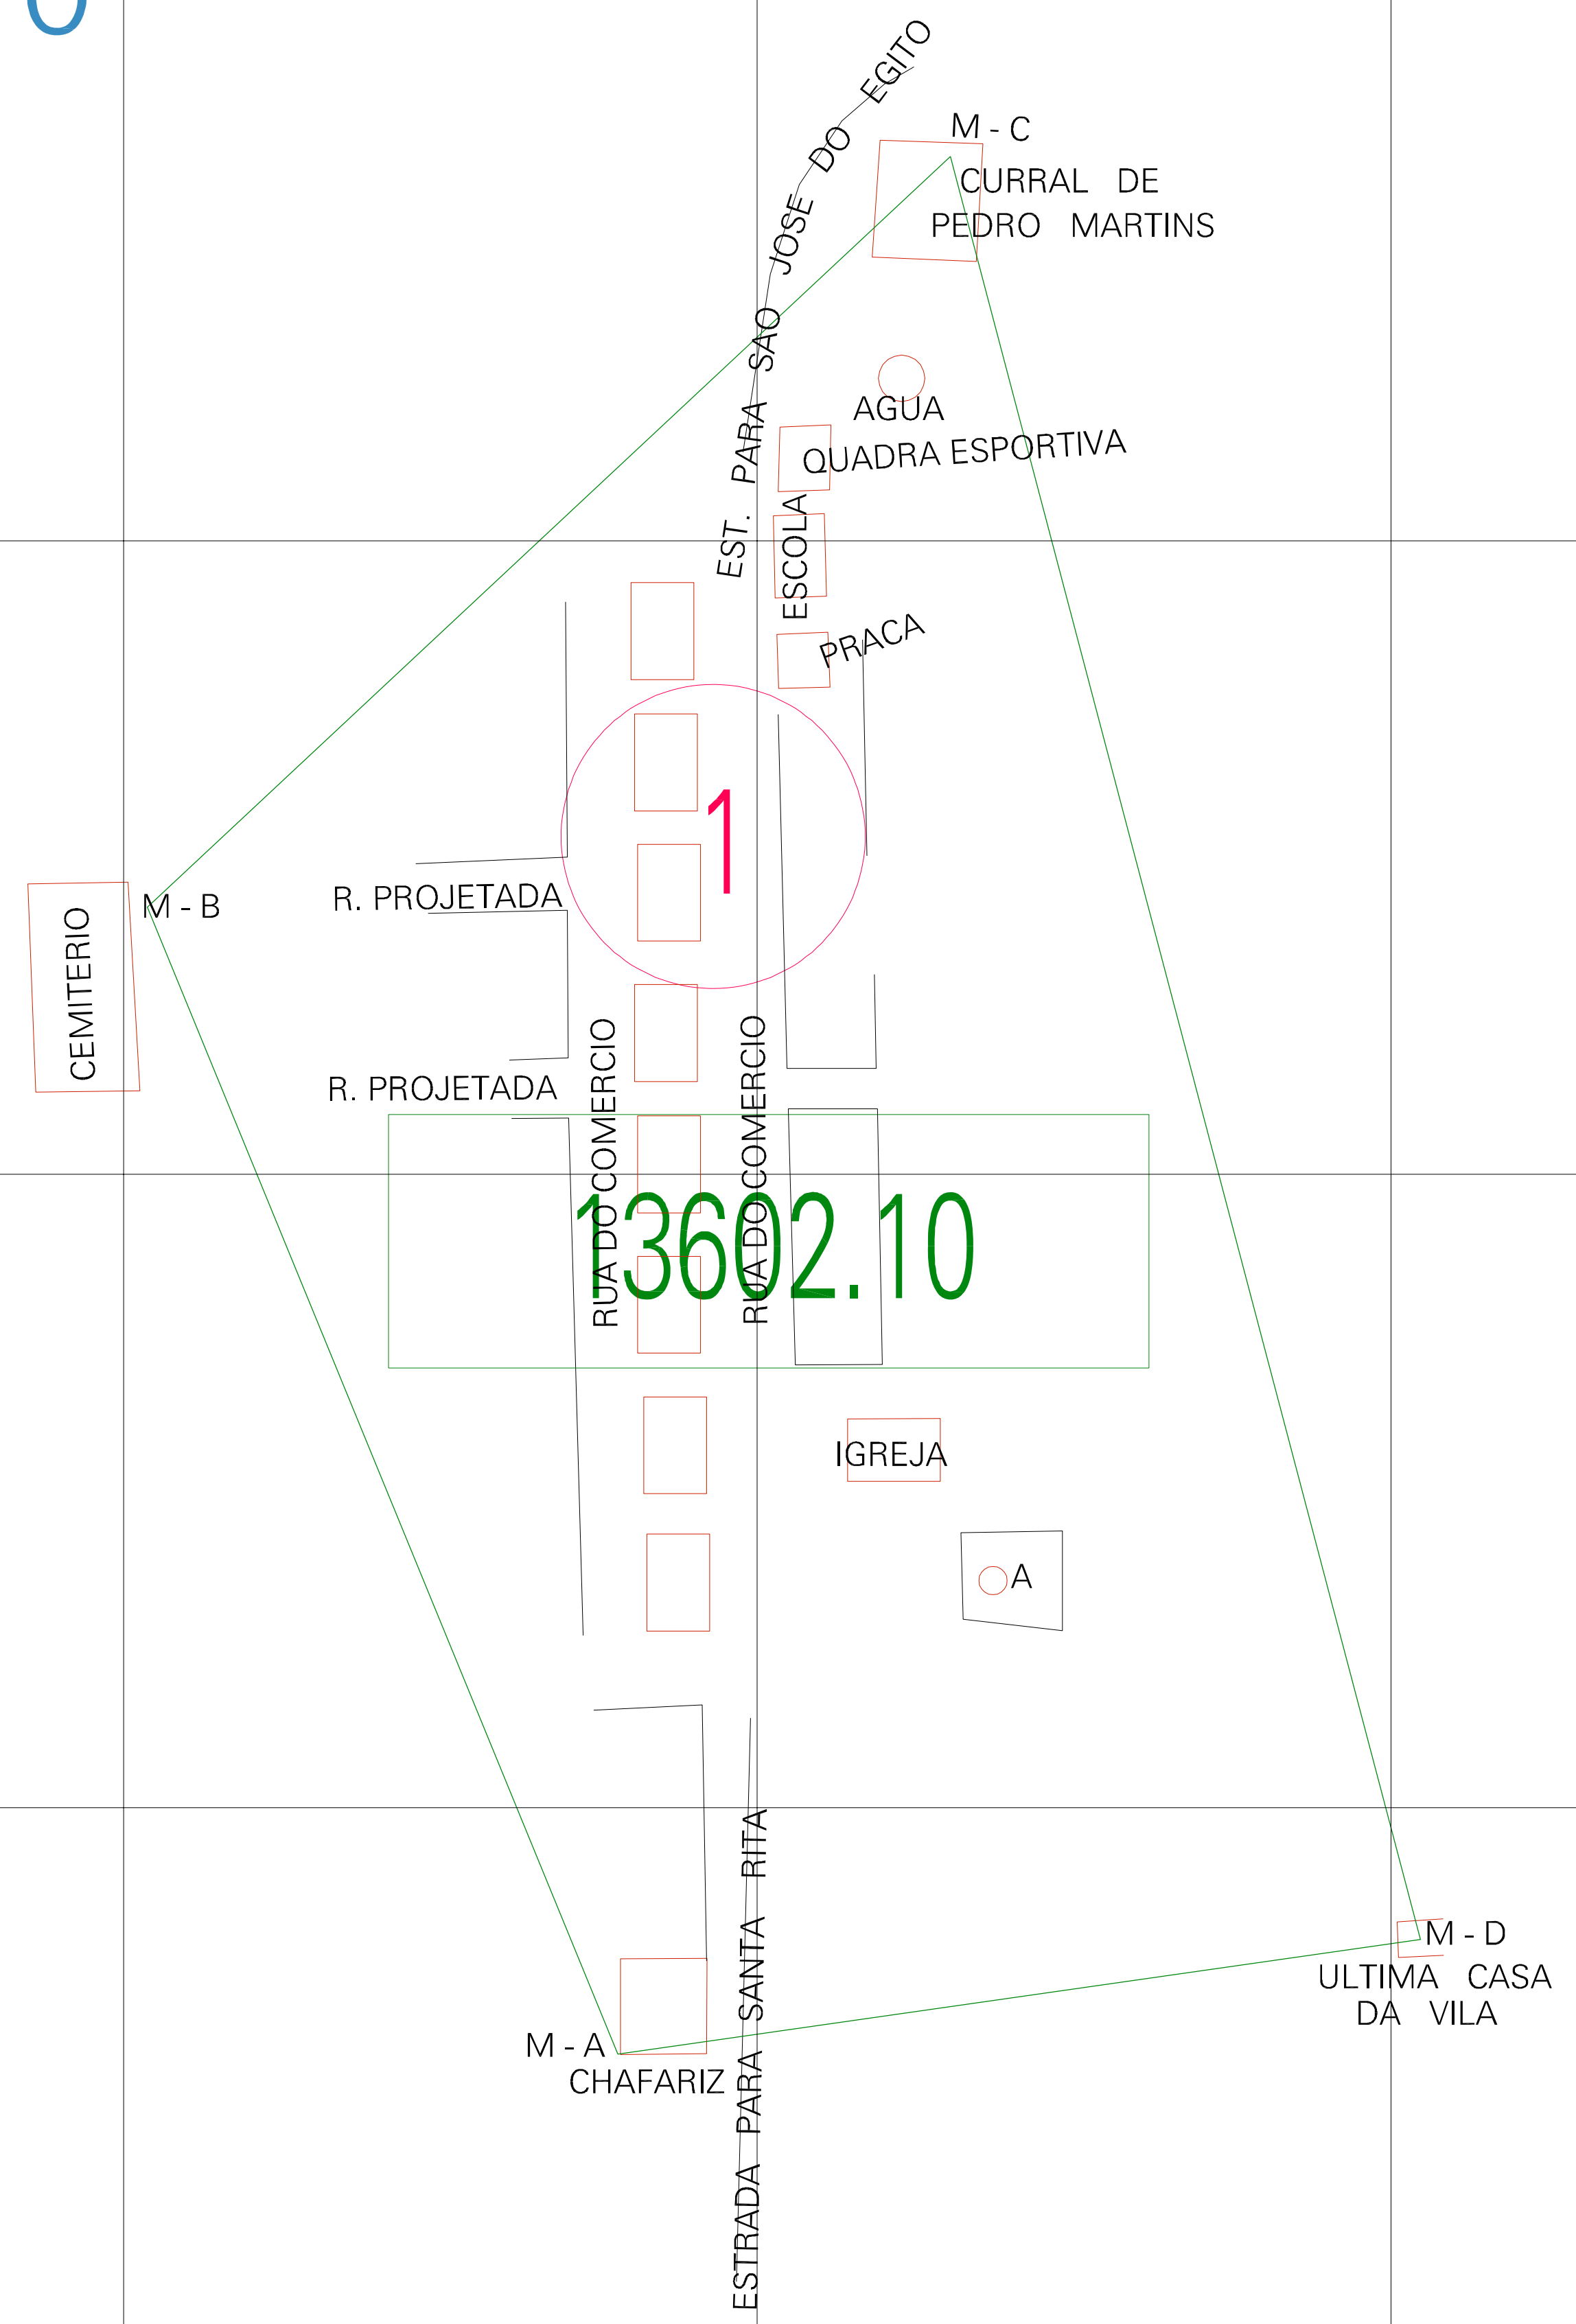 EST. PARA SAO JOSE DO EGITO
M - C
CURRAL DE
PEDRO MARTINS
AGUA
QUADRA ESPORTIVA
ESCOLA
PRACA
1
R. PROJETADA
M - B
CEMITERIO
R. PROJETADA
RUA DO COMERCIO
RUA DO COMERCIO
13602.10
IGREJA
A
ESTRADA PARA SANTA RITA
M - D
ULTIMA CASA
DA VILA
M - A
CHAFARIZ